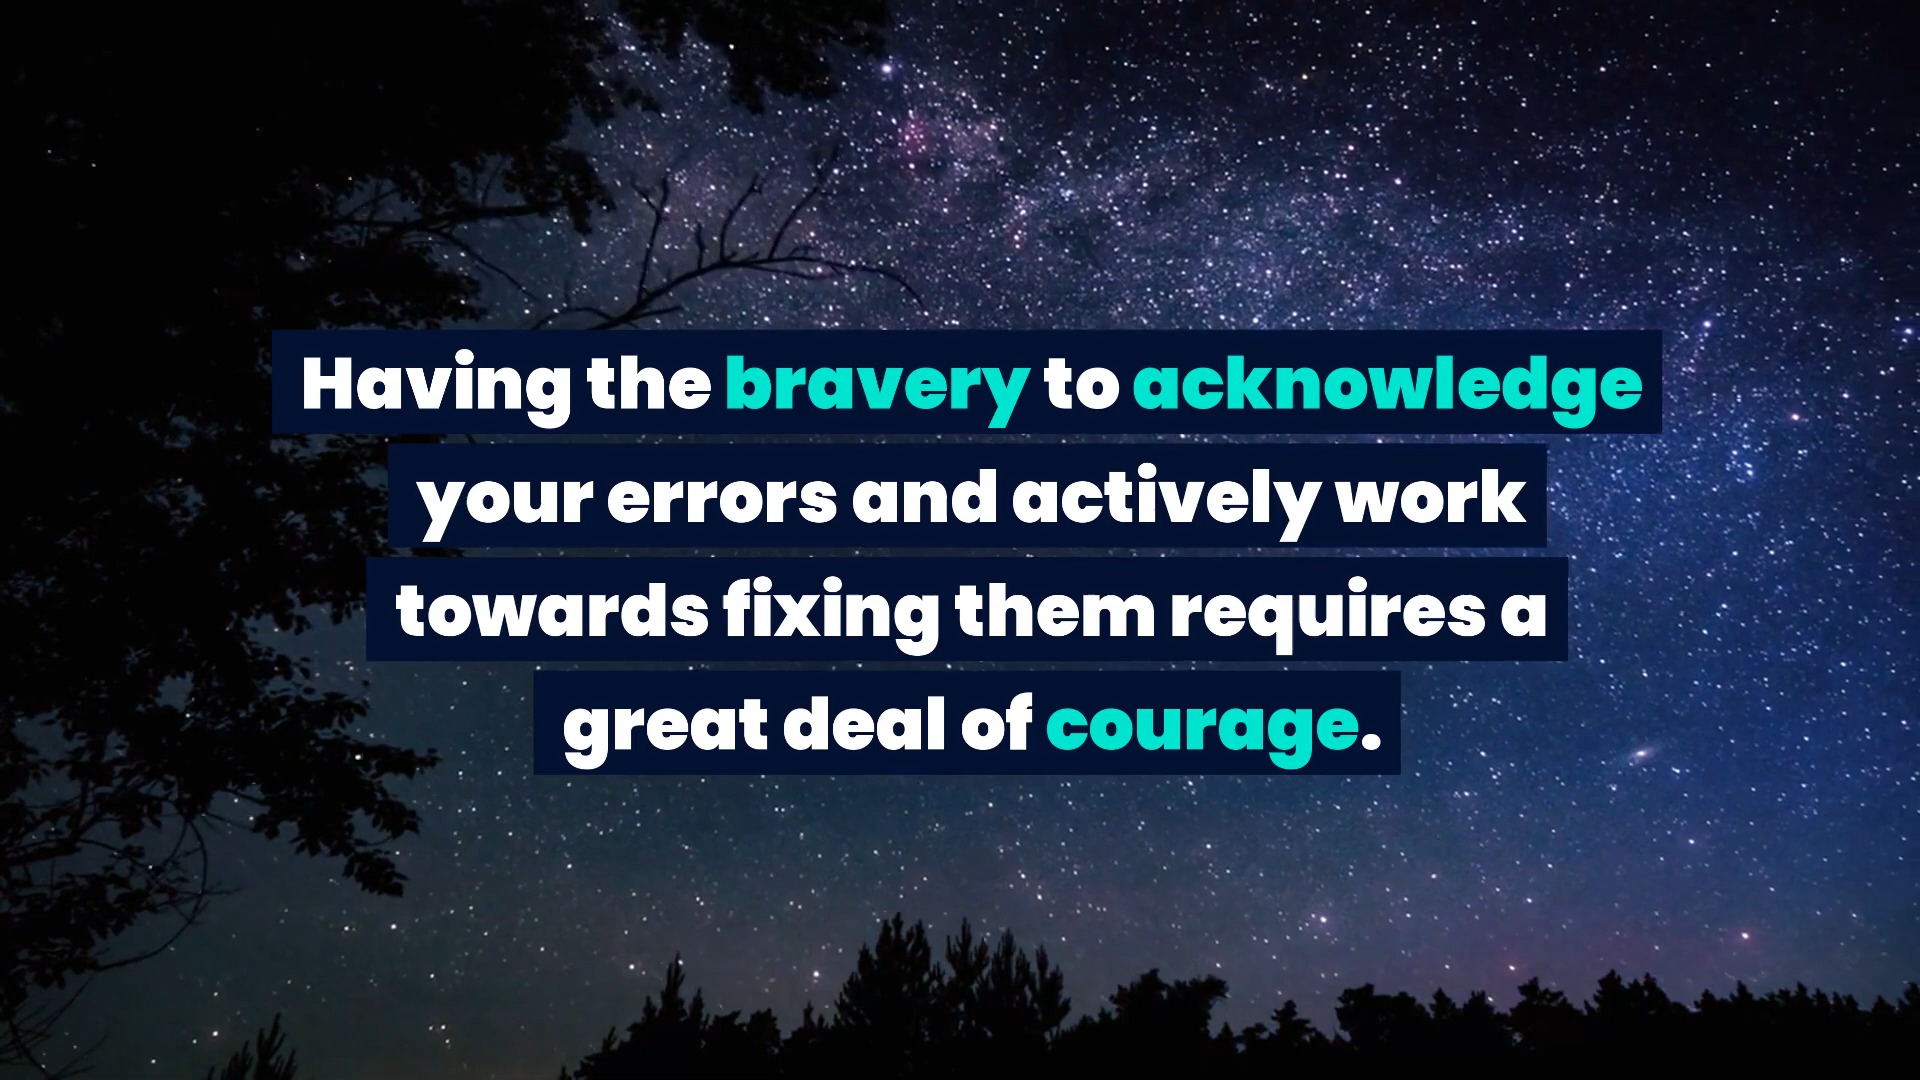 Having the bravery to acknowledge
your errors and actively work
towards fixing them requires a
great deal of courage.